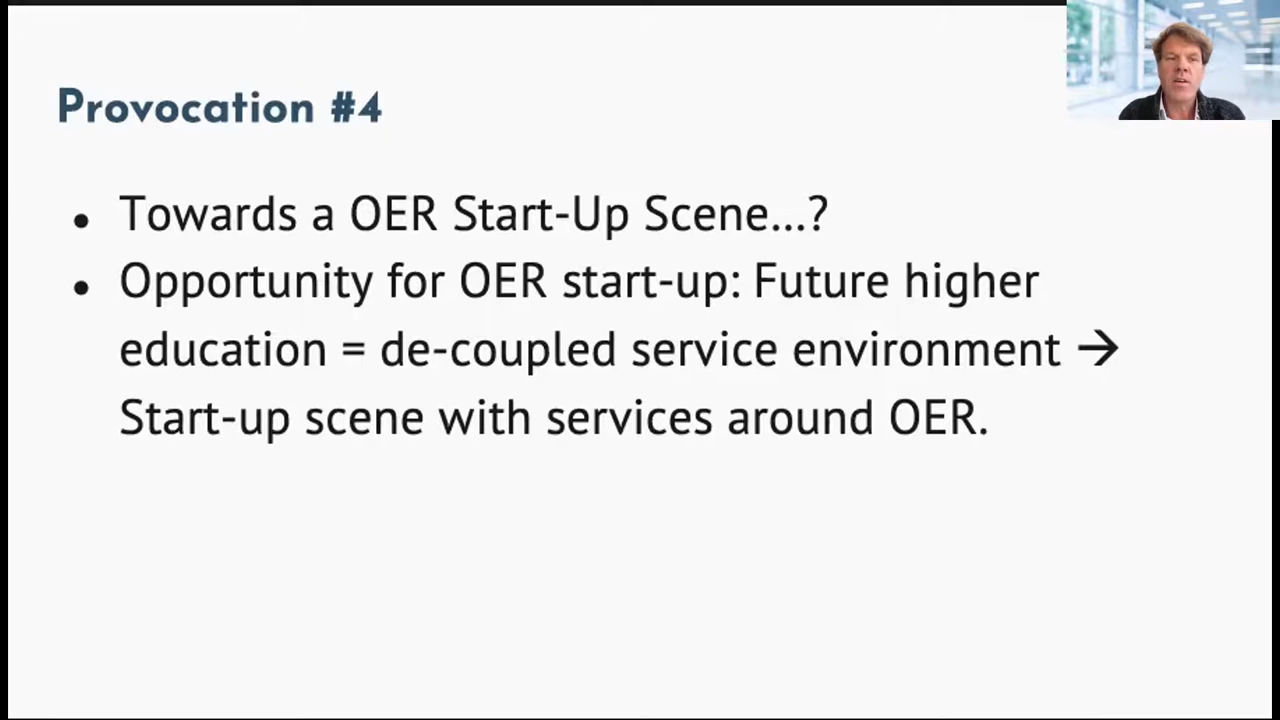 Provocation #4
• Towards a OER Start-Up Scene...?
• Opportunity for OER start-up: Future higher
education = de-coupled service environment →
Start-up scene with services around OER.